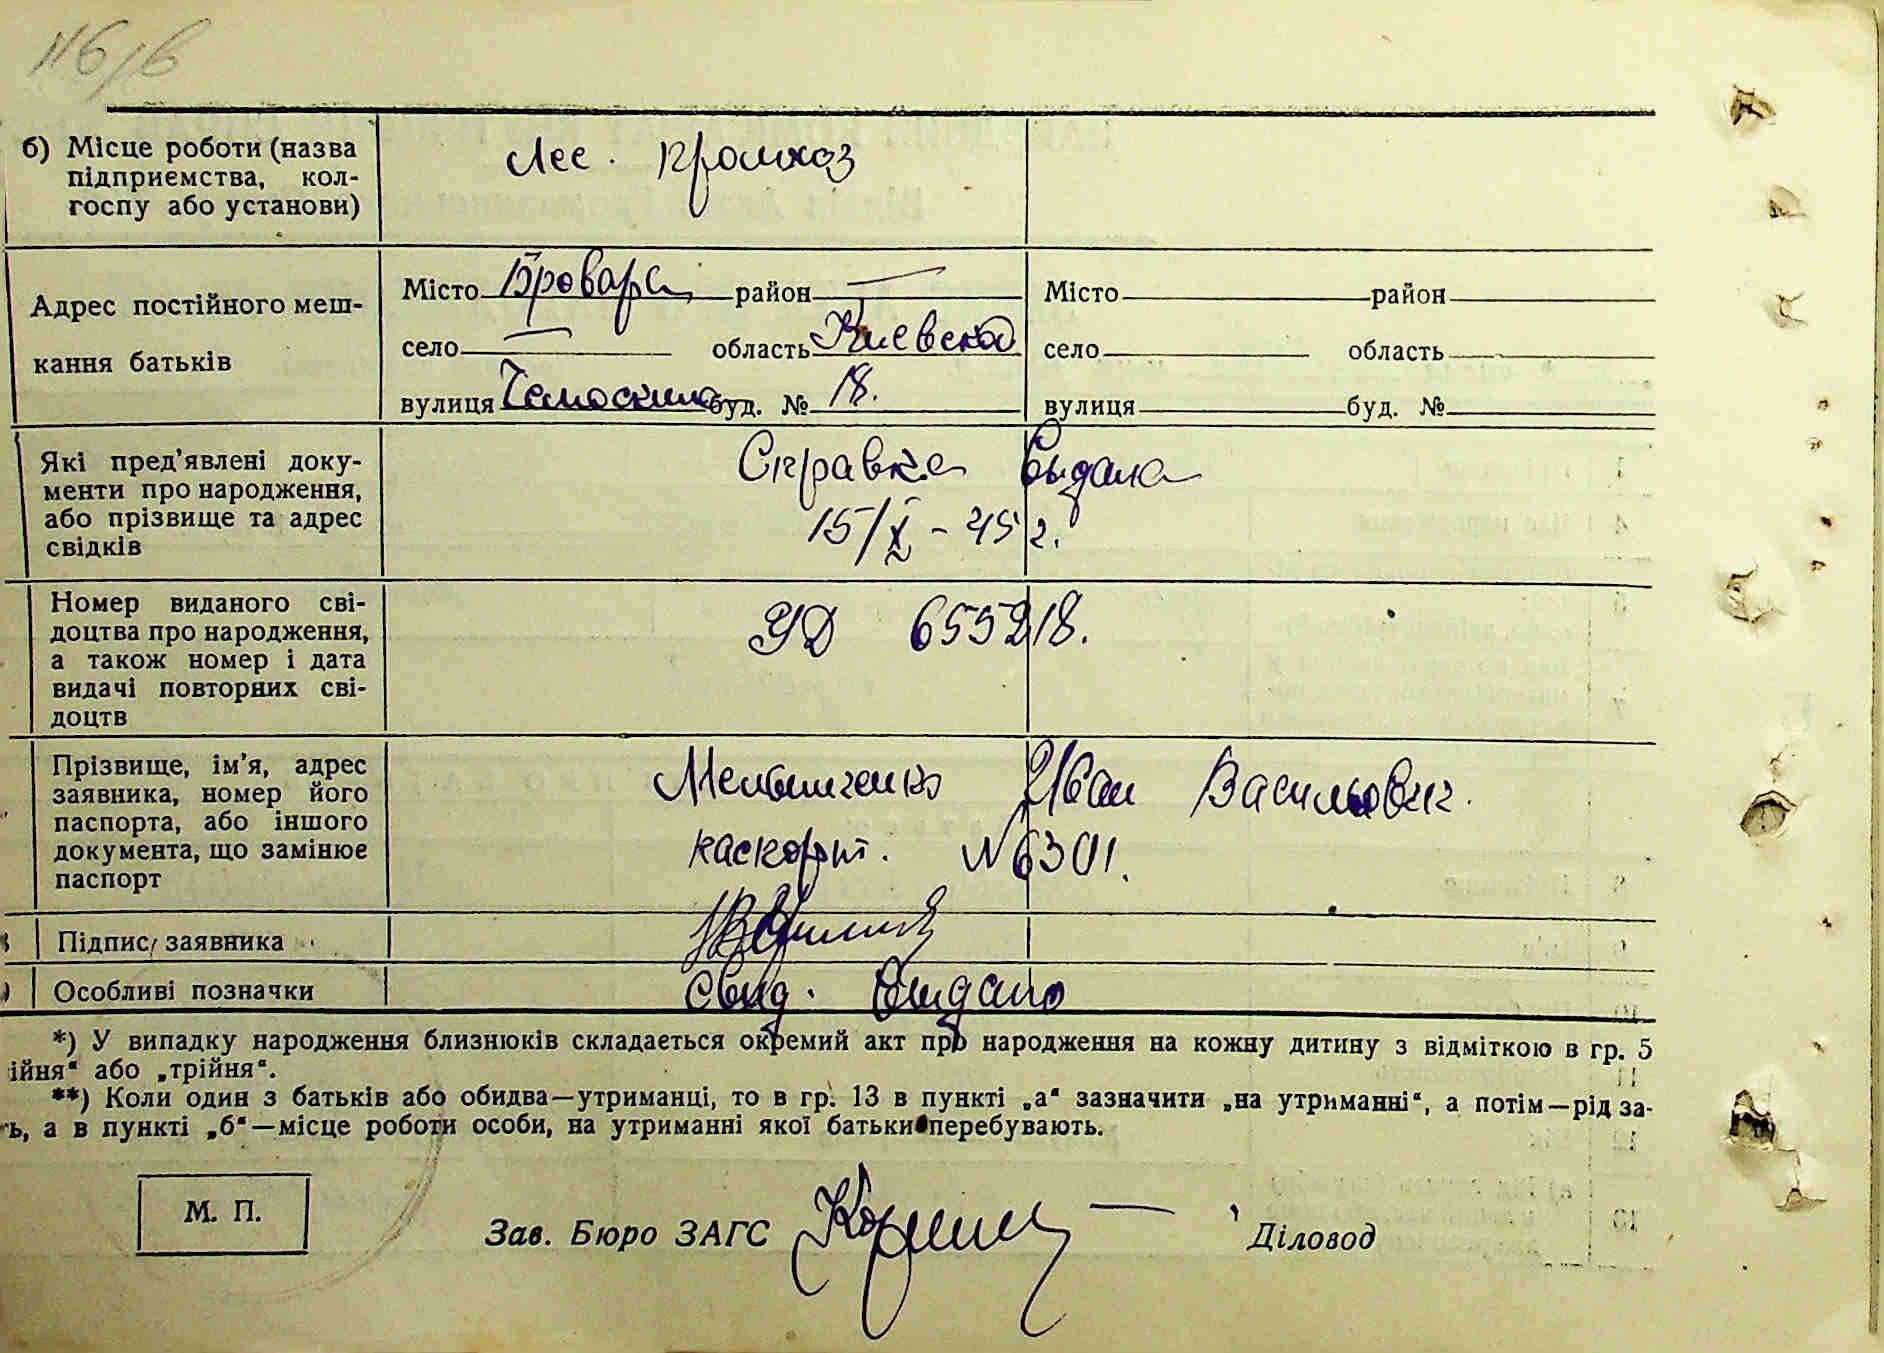 б) Місце роботи (назва
підприємства, кол-
госпу або установи)
Лес. промхоз
Адрес постійного меш-
кання батьків
Місто Бровары район — Місто район
село — область Киевская село область
вулиця буд. № 18. вулиця буд. №
Які пред'явлені доку-
менти про народження,
або прізвище та адрес
свідків
Справка выдана
15/X - 45 г.
Номер виданого сві-
доцтва про народження,
а також номер і дата
видачі повторних сві-
доцтв
УД 655218.
Прізвище, ім'я, адрес
заявника, номер його
паспорта, або іншого
документа, що замінює
паспорт
Мельниченко Иван Васильович.
паспорт. №6301.
Підпис заявника
Особливі позначки
свид. выдано
*) У випадку народження близнюків складається окремий акт про народження на кожну дитину з відміткою в гр. 5
ійня" або „трійня".
**) Коли один з батьків або обидва—утриманці, то в гр. 13 в пункті „а" зазначити „на утриманні", а потім—рід за-
ь, а в пункті „б"—місце роботи особи, на утриманні якої батьки перебувають.
М. П.
Зав. Бюро ЗАГС
Діловод